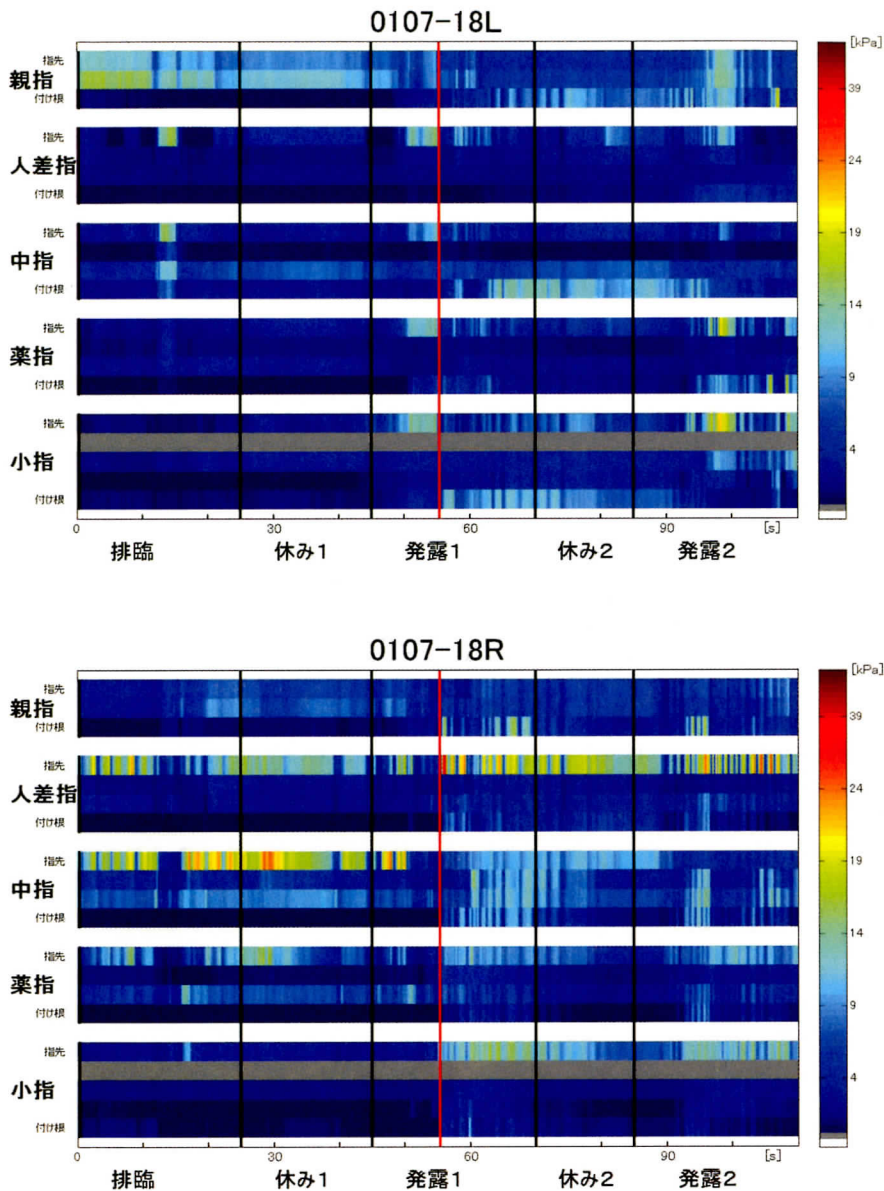 0107-18L
[kPa]
指先
親指
付け根
39
指先
人差指
付け根
24
指先
中指
付け根
19
14
指先
薬指
付け根
9
指先
小指
付け根
4
0 30 60 90 [s]
排臨 休み1 発露1 休み2 発露2
0107-18R
[kPa]
指先
親指
付け根
39
指先
人差指
付け根
24
指先
中指
付け根
19
14
指先
薬指
付け根
9
指先
小指
付け根
4
0 30 60 90 [s]
排臨 休み1 発露1 休み2 発露2